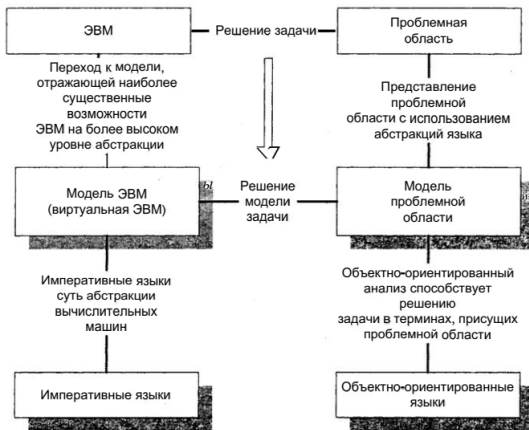 ЭВМ
Решение задачи
Проблемная
область
Переход к модели,
отражающей наиболее
существенные
возможности
ЭВМ на более высоком
уровне абстракции
Представление
проблемной
области с использованием
абстракций языка
Модель ЭВМ
(виртуальная ЭВМ)
Решение
модели
задачи
Модель
проблемной
области
Императивные языки
суть абстракции
вычислительных
машин
Объектно-ориентированный
анализ способствует
решению
задачи в терминах, присущих
проблемной области
Императивные языки
Объектно-ориентированные
языки